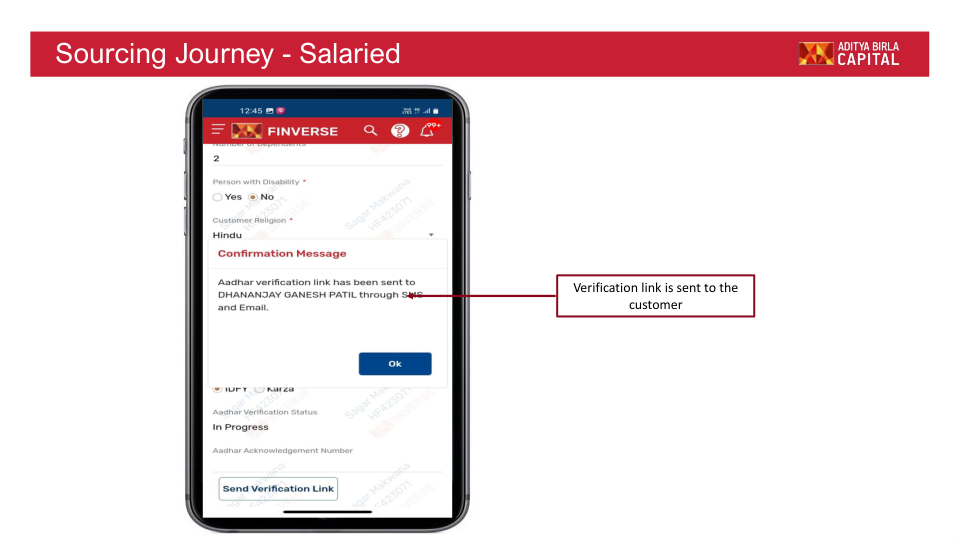 Sourcing Journey - Salaried
ADITYA BIRLA
CAPITAL
12:45
FINVERSE
99+
Number of Dependents
2
Person with Disability *
Yes No
Customer Religion *
Hindu
Confirmation Message
Aadhar verification link has been sent to
DHANANJAY GANESH PATIL through SMS
and Email.
Ok
IDFY Karza
Aadhar Verification Status
In Progress
Aadhar Acknowledgement Number
Send Verification Link
Sagar Makwana
HF423071
Verification link is sent to the
customer